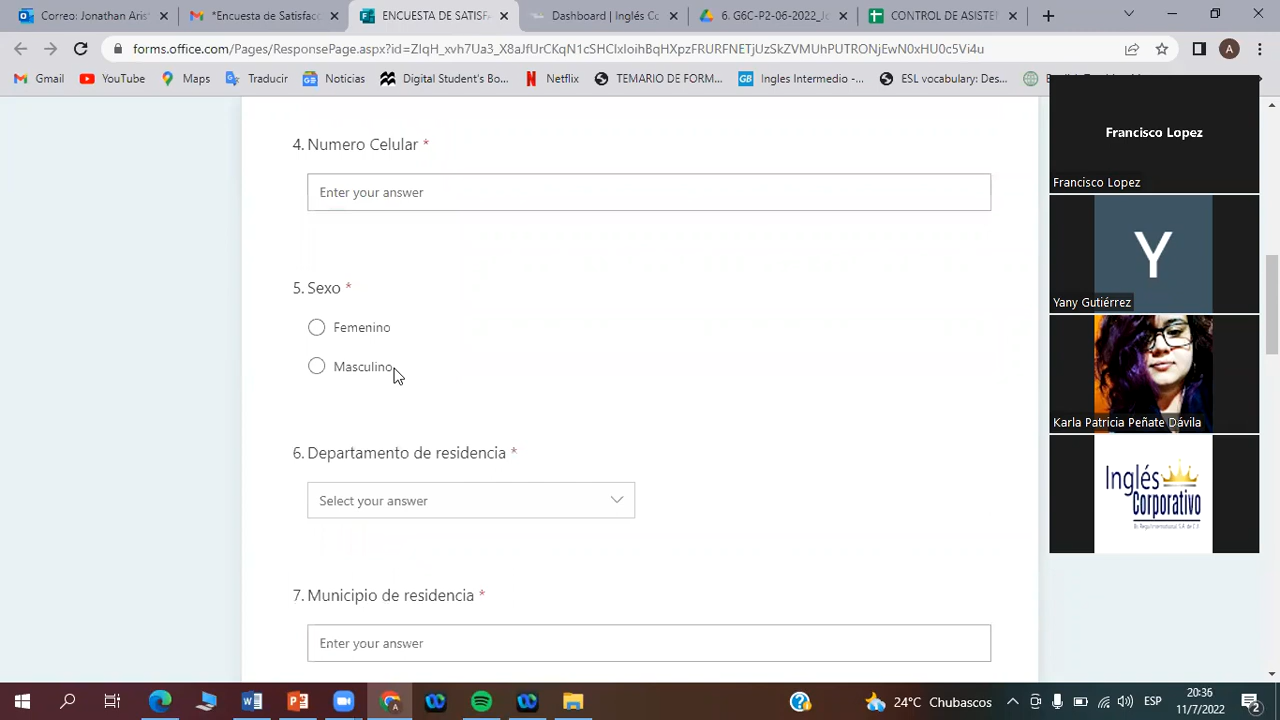 Correo: Jonathan Aris
*Encuesta de Satisfac
ENCUESTA DE SATISF
Dashboard | Inglés Co
6. G6C-P2-06-2022_Jo
CONTROL DE ASISTEN
forms.office.com/Pages/ResponsePage.aspx?id=ZIqH_xvh7Ua3_X8aJfUrCKqN1cSHCIxIoihBqHXpzFRURFNETjUzSkZVMUhPUTRONjEwN0xHU0c5Vi4u
A
Gmail
YouTube
Maps
Traducir
Noticias
Digital Student's Bo...
Netflix
TEMARIO DE FORM...
Ingles Intermedio -...
ESL vocabulary: Des...
4. Numero Celular *
Enter your answer
5. Sexo *
Femenino
Masculino
6. Departamento de residencia *
Select your answer
7. Municipio de residencia *
Enter your answer
Francisco Lopez
Francisco Lopez
Y
Yany Gutiérrez
Karla Patricia Peñate Dávila
Inglés
Corporativo
24°C Chubascos
ESP
20:36
11/7/2022
2